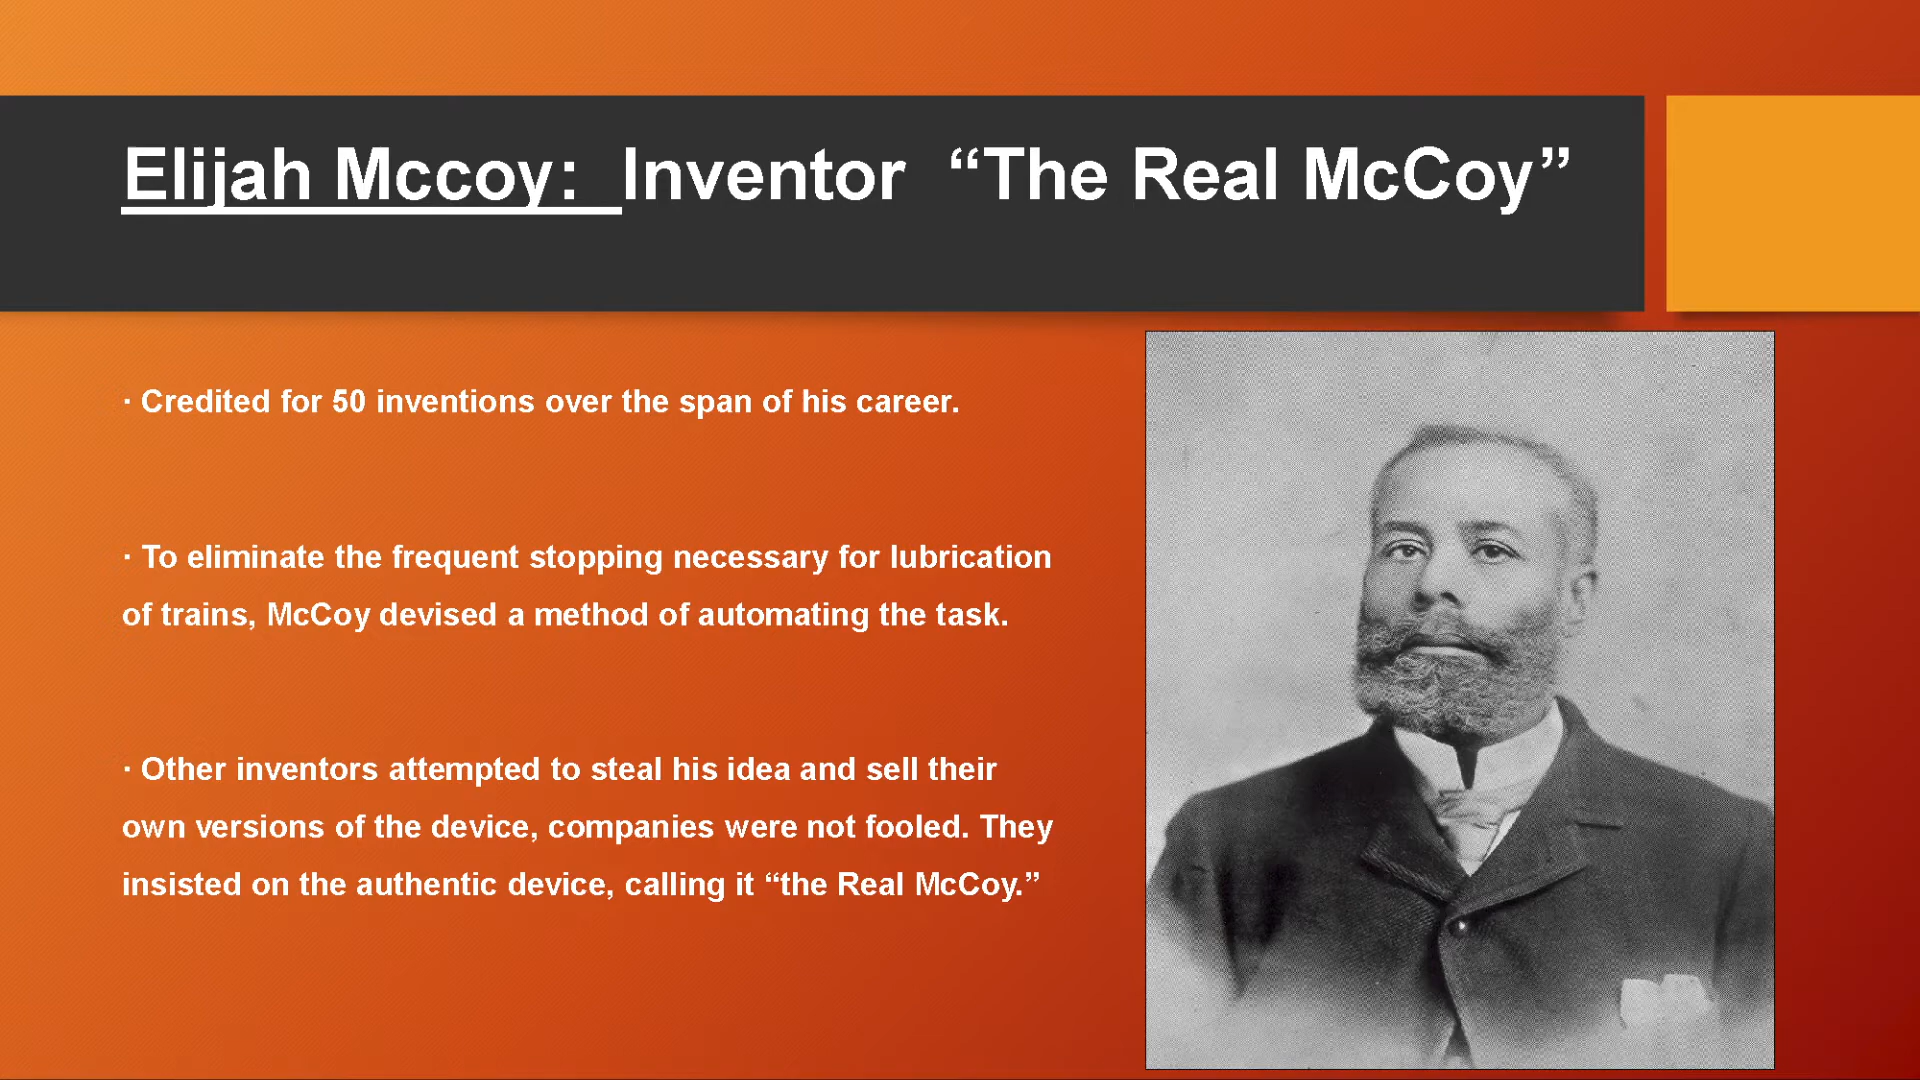 Elijah Mccoy:  Inventor  “The Real McCoy”
· Credited for 50 inventions over the span of his career.
· To eliminate the frequent stopping necessary for lubrication
of trains, McCoy devised a method of automating the task.
· Other inventors attempted to steal his idea and sell their
own versions of the device, companies were not fooled. They
insisted on the authentic device, calling it “the Real McCoy.”